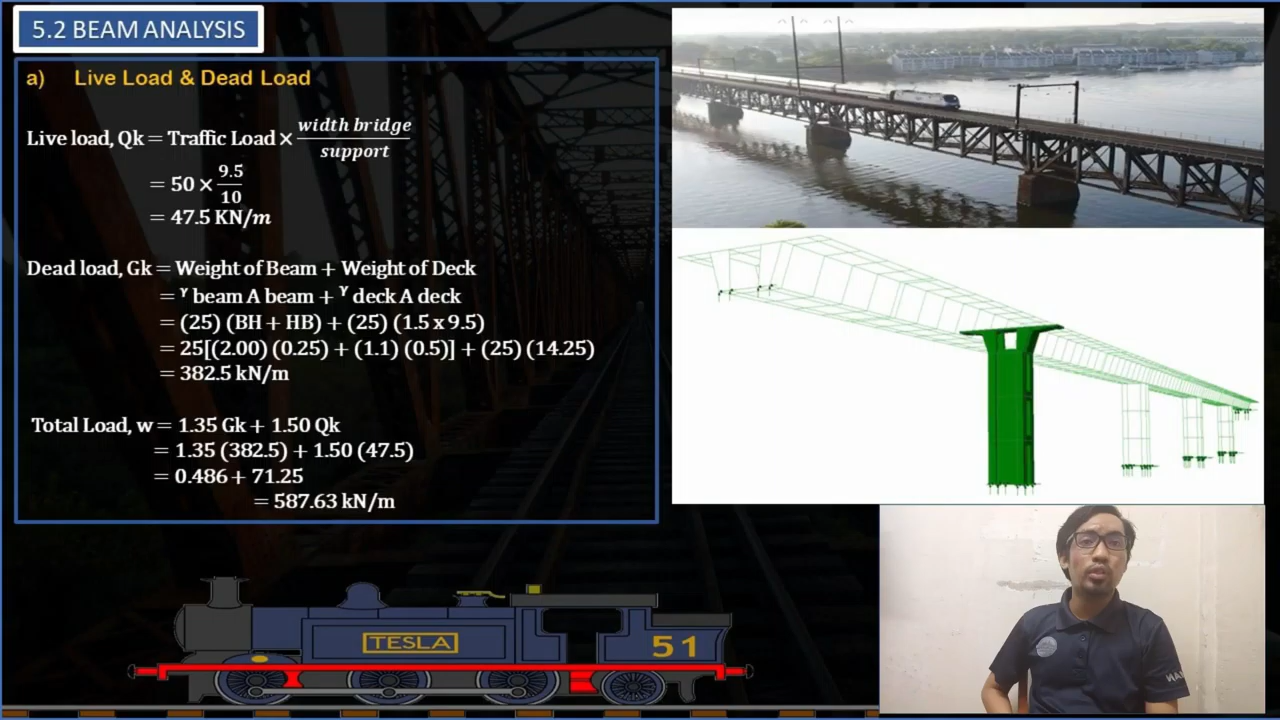 5.2 BEAM ANALYSIS
a) Live Load & Dead Load
Live load, Qk = Traffic Load × width bridge / support
= 50 × 9.5 / 10
= 47.5 KN/m
Dead load, Gk = Weight of Beam + Weight of Deck
= ᵞ beam A beam + ᵞ deck A deck
= (25) (BH + HB) + (25) (1.5 x 9.5)
= 25[(2.00) (0.25) + (1.1) (0.5)] + (25) (14.25)
= 382.5 kN/m
Total Load, w = 1.35 Gk + 1.50 Qk
= 1.35 (382.5) + 1.50 (47.5)
= 0.486 + 71.25
= 587.63 kN/m
TESLA
51